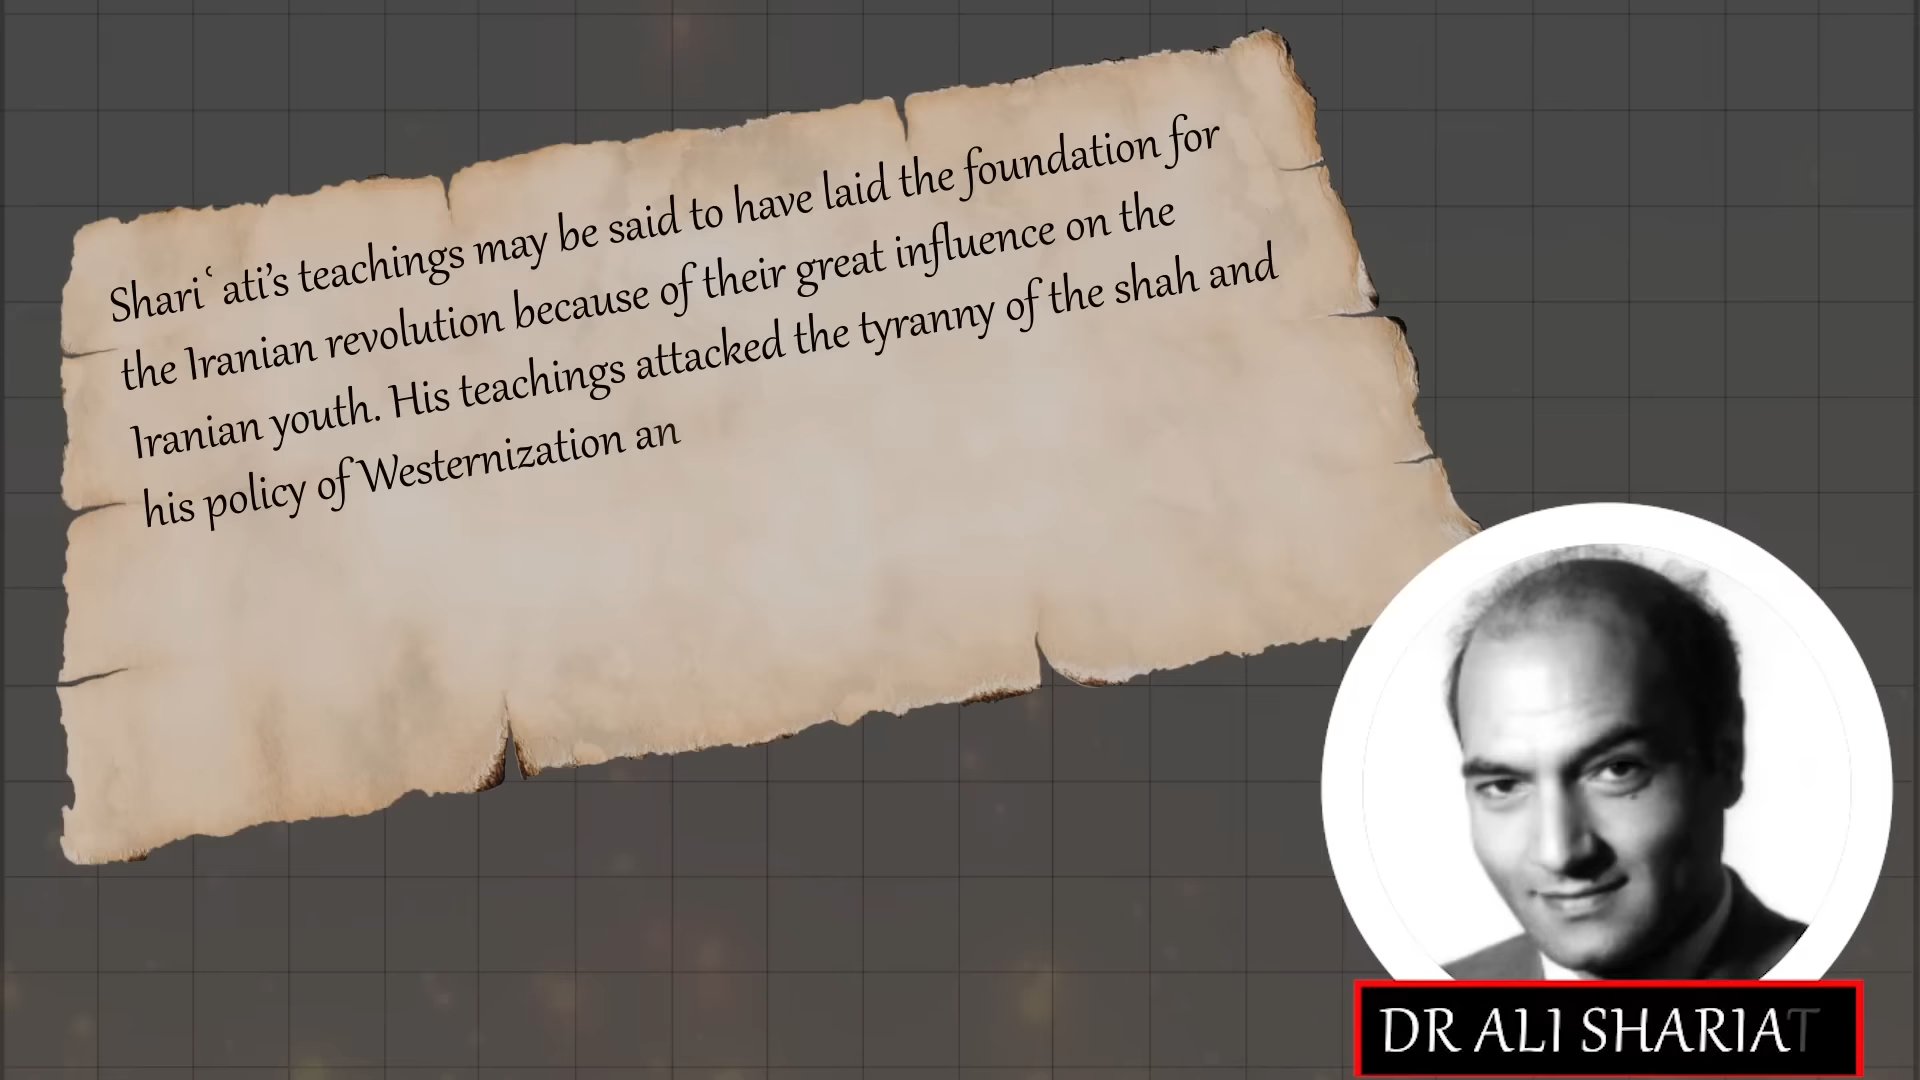 Shariʿati’s teachings may be said to have laid the foundation for
the Iranian revolution because of their great influence on the
Iranian youth. His teachings attacked the tyranny of the shah and
his policy of Westernization an
DR ALI SHARIAT